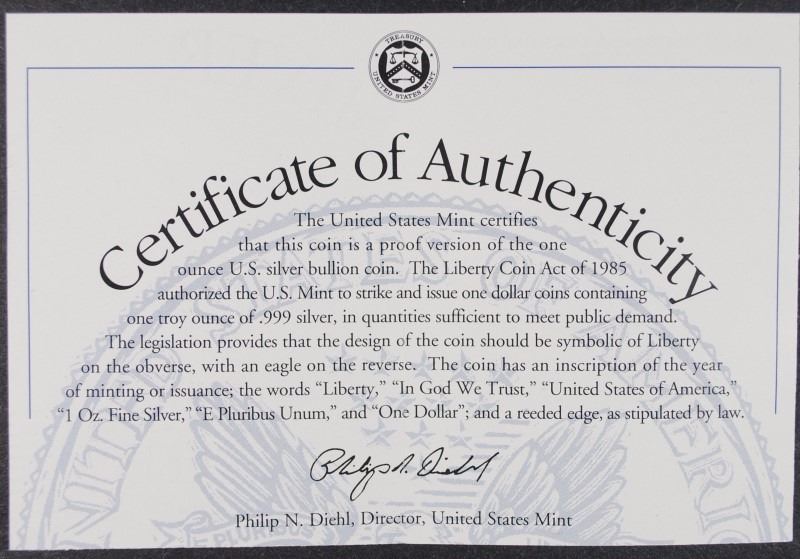 TREASURY
UNITED STATES MINT
Certificate of Authenticity
The United States Mint certifies
that this coin is a proof version of the one
ounce U.S. silver bullion coin. The Liberty Coin Act of 1985
authorized the U.S. Mint to strike and issue one dollar coins containing
one troy ounce of .999 silver, in quantities sufficient to meet public demand.
The legislation provides that the design of the coin should be symbolic of Liberty
on the obverse, with an eagle on the reverse. The coin has an inscription of the year
of minting or issuance; the words “Liberty,” “In God We Trust,” “United States of America,”
“1 Oz. Fine Silver,” “E Pluribus Unum,” and “One Dollar”; and a reeded edge, as stipulated by law.
Philip N. Diehl
Philip N. Diehl, Director, United States Mint
UNITED STATES OF AMERICA
E PLURIBUS